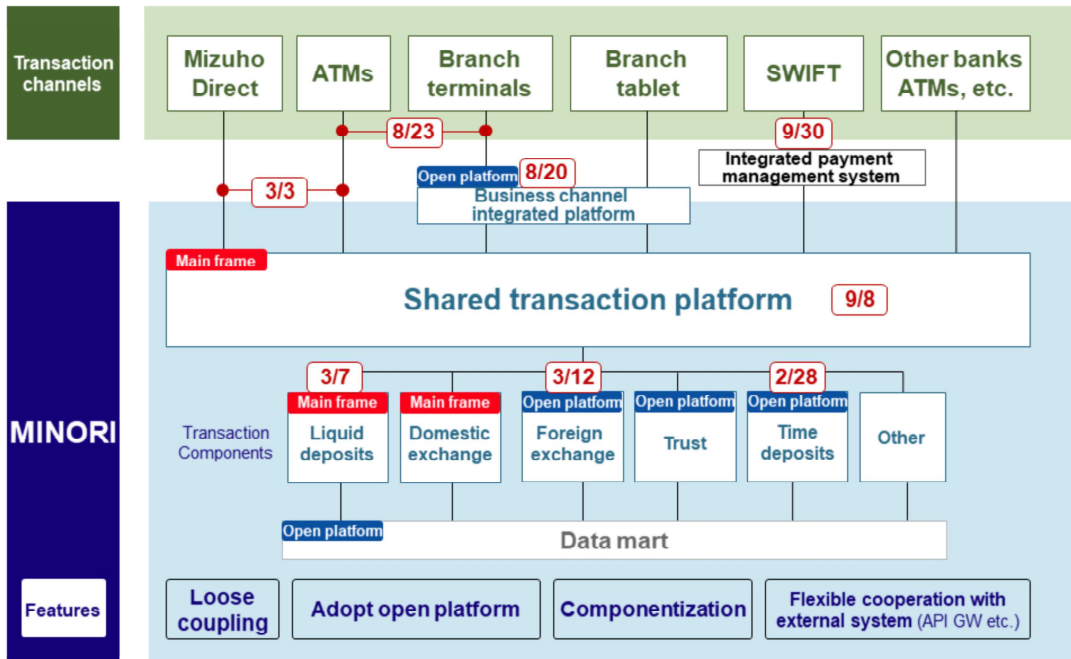 Transaction
channels
Mizuho
Direct
ATMs
Branch
terminals
Branch
tablet
SWIFT
Other banks
ATMs, etc.
8/23
9/30
3/3
Open platform
8/20
Business channel
integrated platform
Integrated payment
management system
MINORI
Main frame
Shared transaction platform
9/8
3/7
3/12
2/28
Transaction
Components
Main frame
Liquid
deposits
Main frame
Domestic
exchange
Open platform
Foreign
exchange
Open platform
Trust
Open platform
Time
deposits
Other
Open platform
Data mart
Features
Loose
coupling
Adopt open platform
Componentization
Flexible cooperation with
external system (API GW etc.)